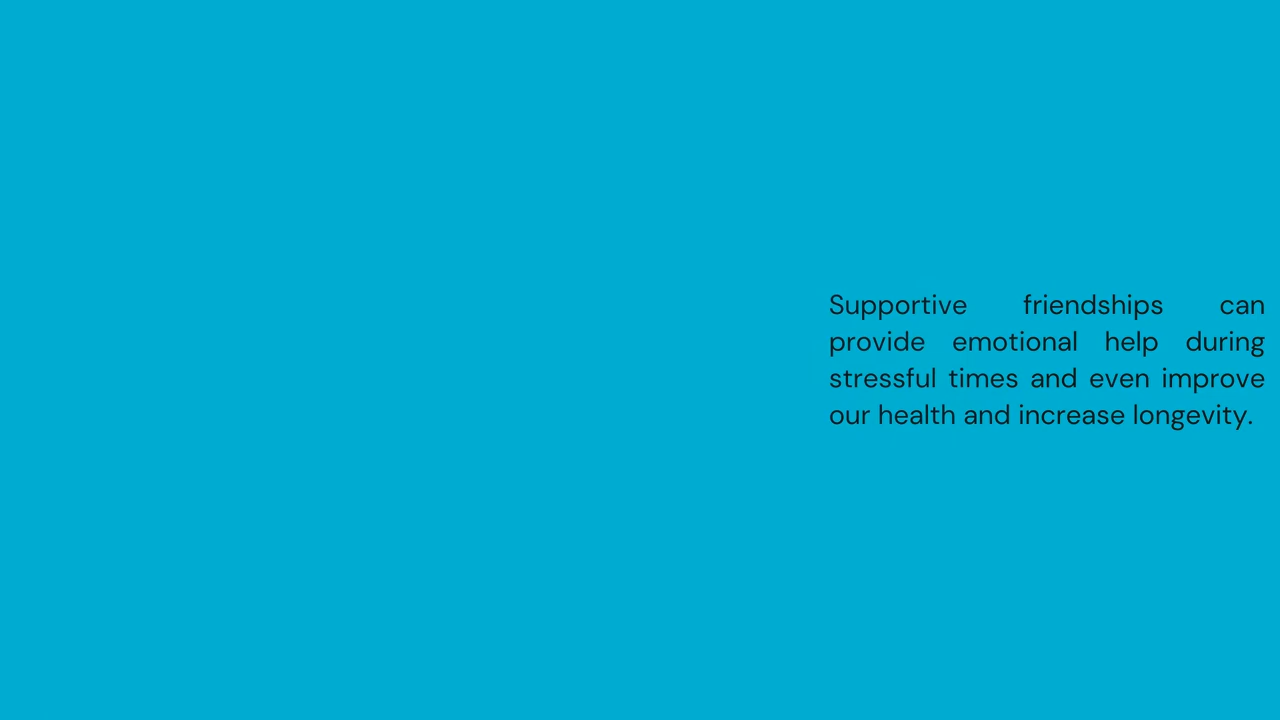 Supportive friendships can
provide emotional help during
stressful times and even improve
our health and increase longevity.